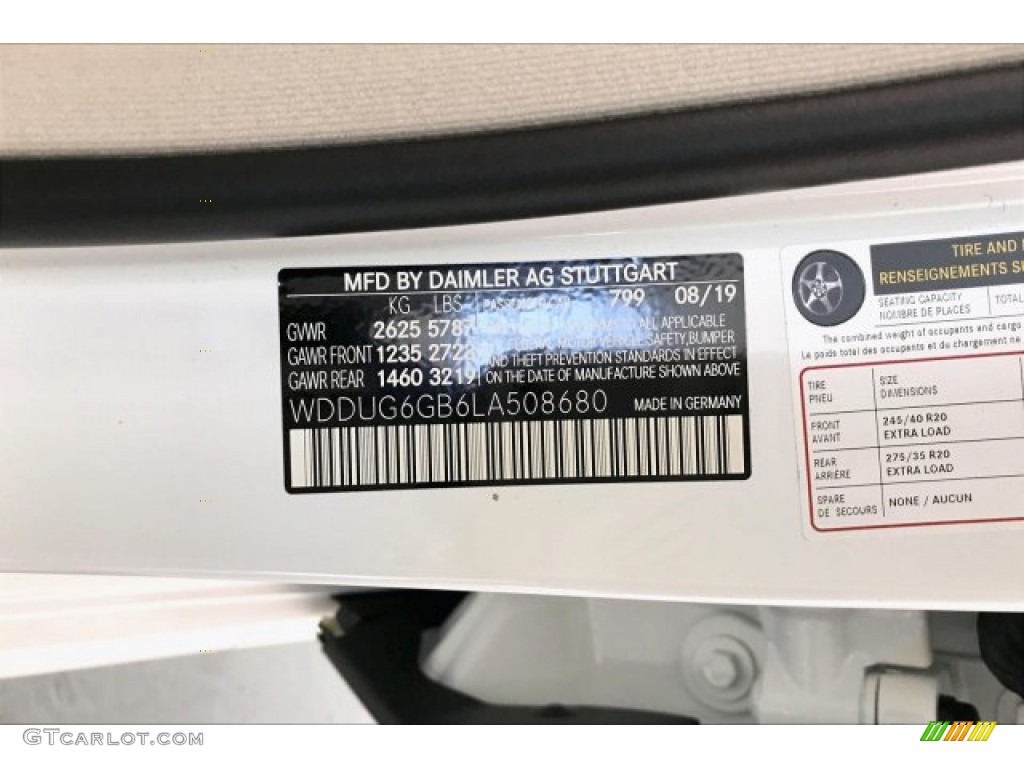 MFD BY DAIMLER AG STUTTGART
KG LBS 799 08/19
GVWR 2625 5787 ALL APPLICABLE
GAWR FRONT 1235 2722 MOTOR VEHICLE SAFETY, BUMPER
AND THEFT PREVENTION STANDARDS IN EFFECT
GAWR REAR 1460 3219 ON THE DATE OF MANUFACTURE SHOWN ABOVE
WDDUG6GB6LA508680 MADE IN GERMANY
TIRE AND
RENSEIGNEMENTS
SEATING CAPACITY
NOMBRE DE PLACES
TOTAL
The combined weight of occupants and cargo
Le poids total des occupants et du chargement ne
TIRE
PNEU
SIZE
DIMENSIONS
FRONT
AVANT
245/40 R20
EXTRA LOAD
REAR
ARRIÈRE
275/35 R20
EXTRA LOAD
SPARE
DE SECOURS
NONE / AUCUN
GTCarlot.com